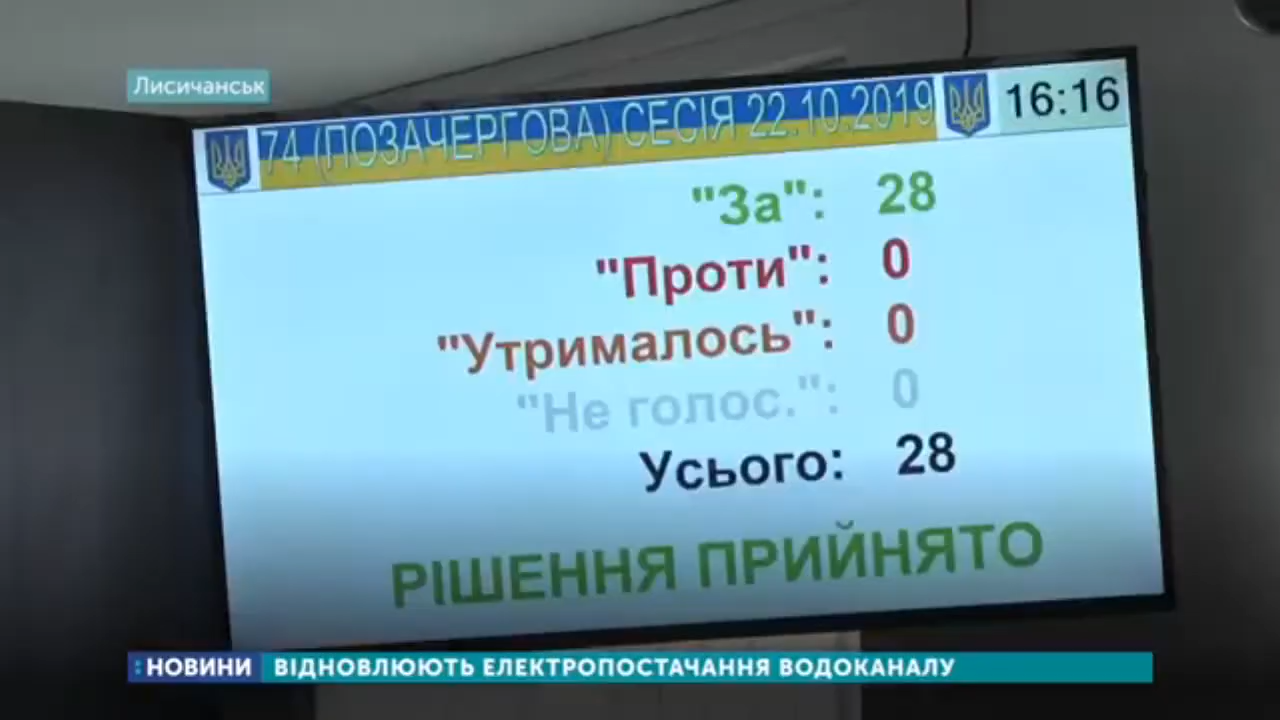 Лисичанськ
74 (ПОЗАЧЕРГОВА) СЕСІЯ 22.10.2019 16:16
"За": 28
"Проти": 0
"Утрималось": 0
"Не голос.": 0
Усього: 28
РІШЕННЯ ПРИЙНЯТО
: НОВИНИ ВІДНОВЛЮЮТЬ ЕЛЕКТРОПОСТАЧАННЯ ВОДОКАНАЛУ